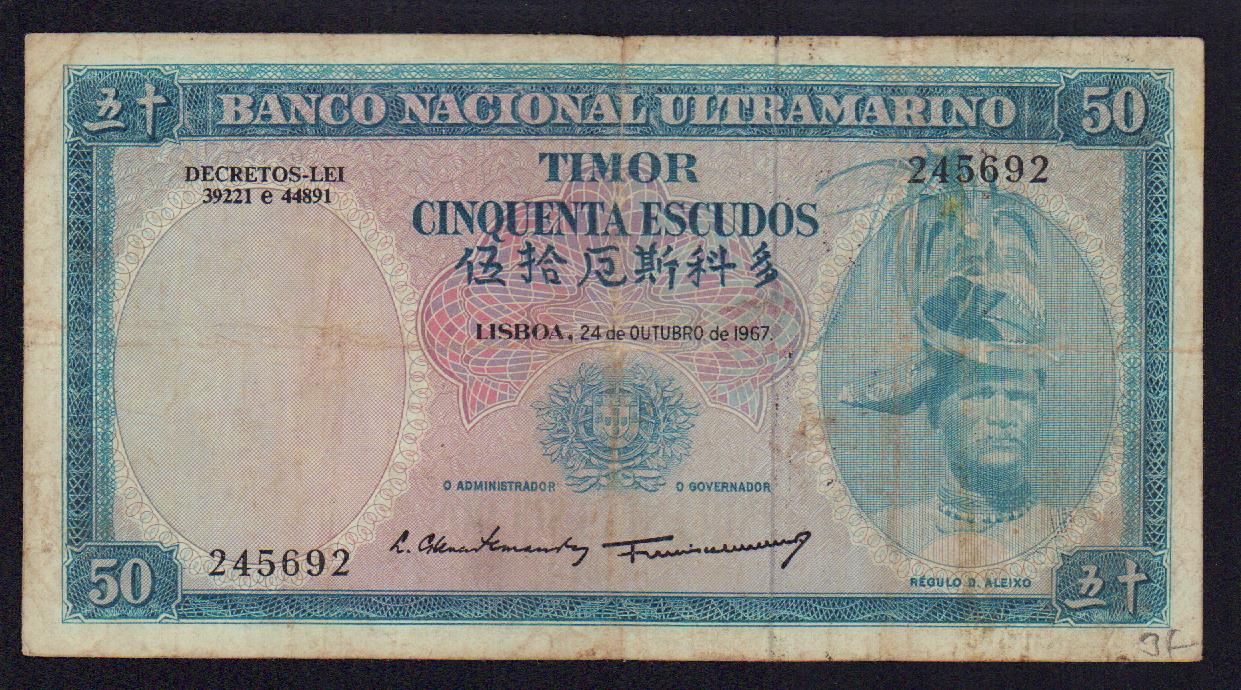 五十 BANCO NACIONAL ULTRAMARINO 50
DECRETOS-LEI
39221 e 44891
TIMOR
245692
CINQUENTA ESCUDOS
伍拾厄斯科多
LISBOA, 24 de OUTUBRO de 1967.
O ADMINISTRADOR O GOVERNADOR
245692
RÉGULO D. ALEIXO
50 五十